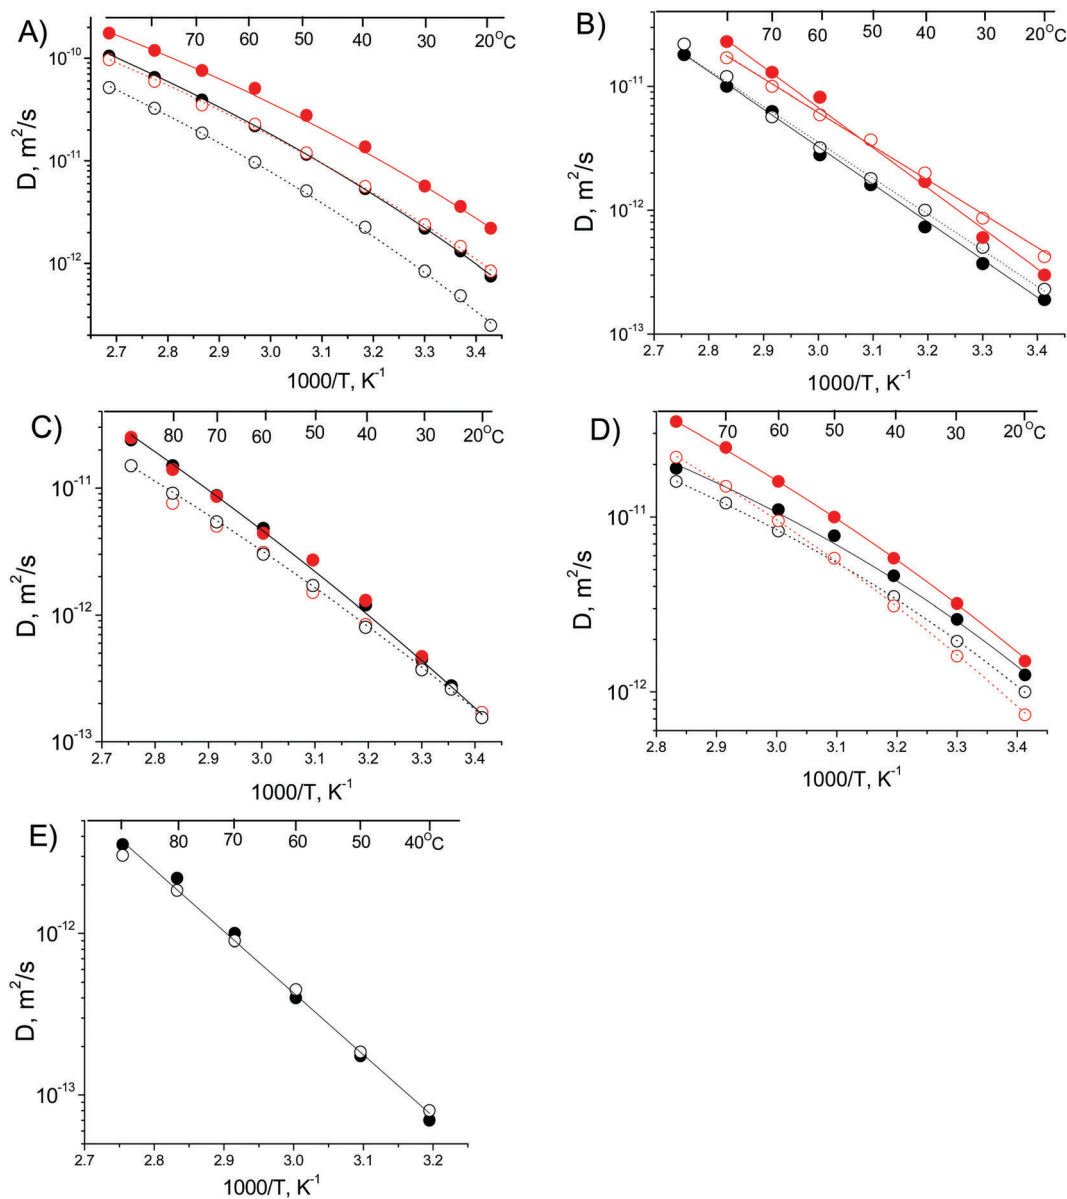 A)
70 60 50 40 30 20°C
10⁻¹⁰
10⁻¹¹
10⁻¹²
D, m²/s
2.7 2.8 2.9 3.0 3.1 3.2 3.3 3.4
1000/T, K⁻¹
B)
80 70 60 50 40 30 20°C
10⁻¹¹
10⁻¹²
10⁻¹³
D, m²/s
2.7 2.8 2.9 3.0 3.1 3.2 3.3 3.4
1000/T, K⁻¹
C)
80 70 60 50 40 30 20°C
10⁻¹¹
10⁻¹²
10⁻¹³
D, m²/s
2.7 2.8 2.9 3.0 3.1 3.2 3.3 3.4
1000/T, K⁻¹
D)
70 60 50 40 30 20°C
10⁻¹¹
10⁻¹²
D, m²/s
2.8 2.9 3.0 3.1 3.2 3.3 3.4
1000/T, K⁻¹
E)
80 70 60 50 40°C
10⁻¹²
10⁻¹³
D, m²/s
2.7 2.8 2.9 3.0 3.1 3.2
1000/T, K⁻¹